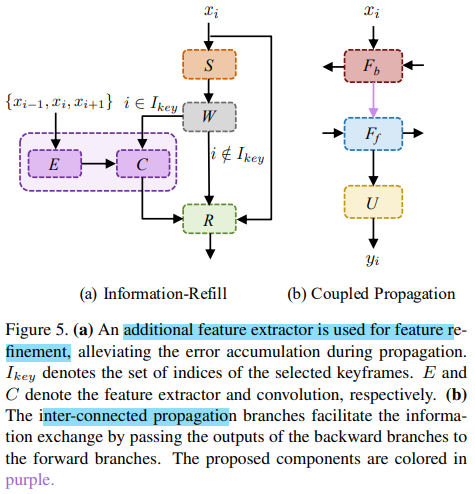 x_i
x_i
S
F_b
{x_{i−1}, x_i, x_{i+1}} i ∈ I_{key}
W
F_f
E
C
i ∉ I_{key}
R
U
y_i
(a) Information-Refill
(b) Coupled Propagation
Figure 5. (a) An additional feature extractor is used for feature re-
finement, alleviating the error accumulation during propagation.
I_{key} denotes the set of indices of the selected keyframes. E and
C denote the feature extractor and convolution, respectively. (b)
The inter-connected propagation branches facilitate the informa-
tion exchange by passing the outputs of the backward branches to
the forward branches. The proposed components are colored in
purple.